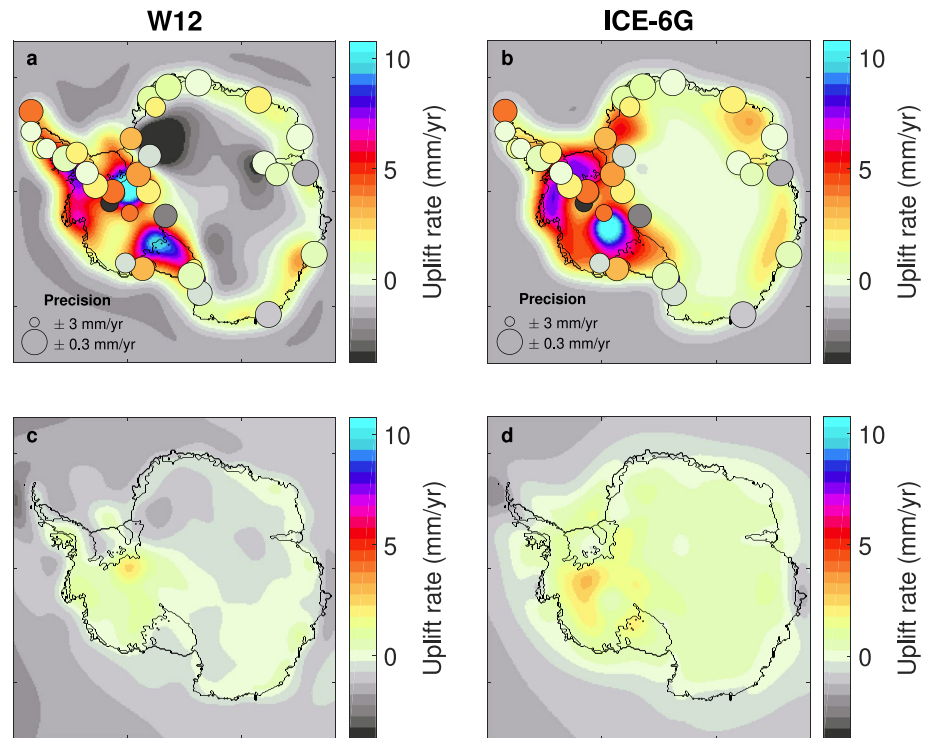 W12
ICE-6G
a
10
5
0
Uplift rate (mm/yr)
Precision
± 3 mm/yr
± 0.3 mm/yr
b
10
5
0
Uplift rate (mm/yr)
Precision
± 3 mm/yr
± 0.3 mm/yr
c
10
5
0
Uplift rate (mm/yr)
d
10
5
0
Uplift rate (mm/yr)